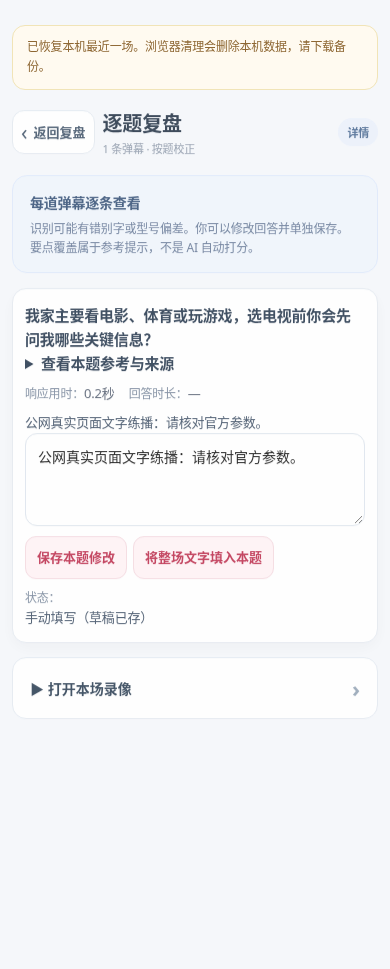 已恢复本机最近一场。浏览器清理会删除本机数据，请下载备
份。
‹ 返回复盘
逐题复盘
1 条弹幕 · 按题校正
详情
每道弹幕逐条查看
识别可能有错别字或型号偏差。你可以修改回答并单独保存。
要点覆盖属于参考提示，不是 AI 自动打分。
我家主要看电影、体育或玩游戏，选电视前你会先
问我哪些关键信息？
▶ 查看本题参考与来源
响应用时：0.2秒 回答时长：—
公网真实页面文字练播：请核对官方参数。
公网真实页面文字练播：请核对官方参数。
保存本题修改 将整场文字填入本题
状态：
手动填写（草稿已存）
▶ 打开本场录像 ›